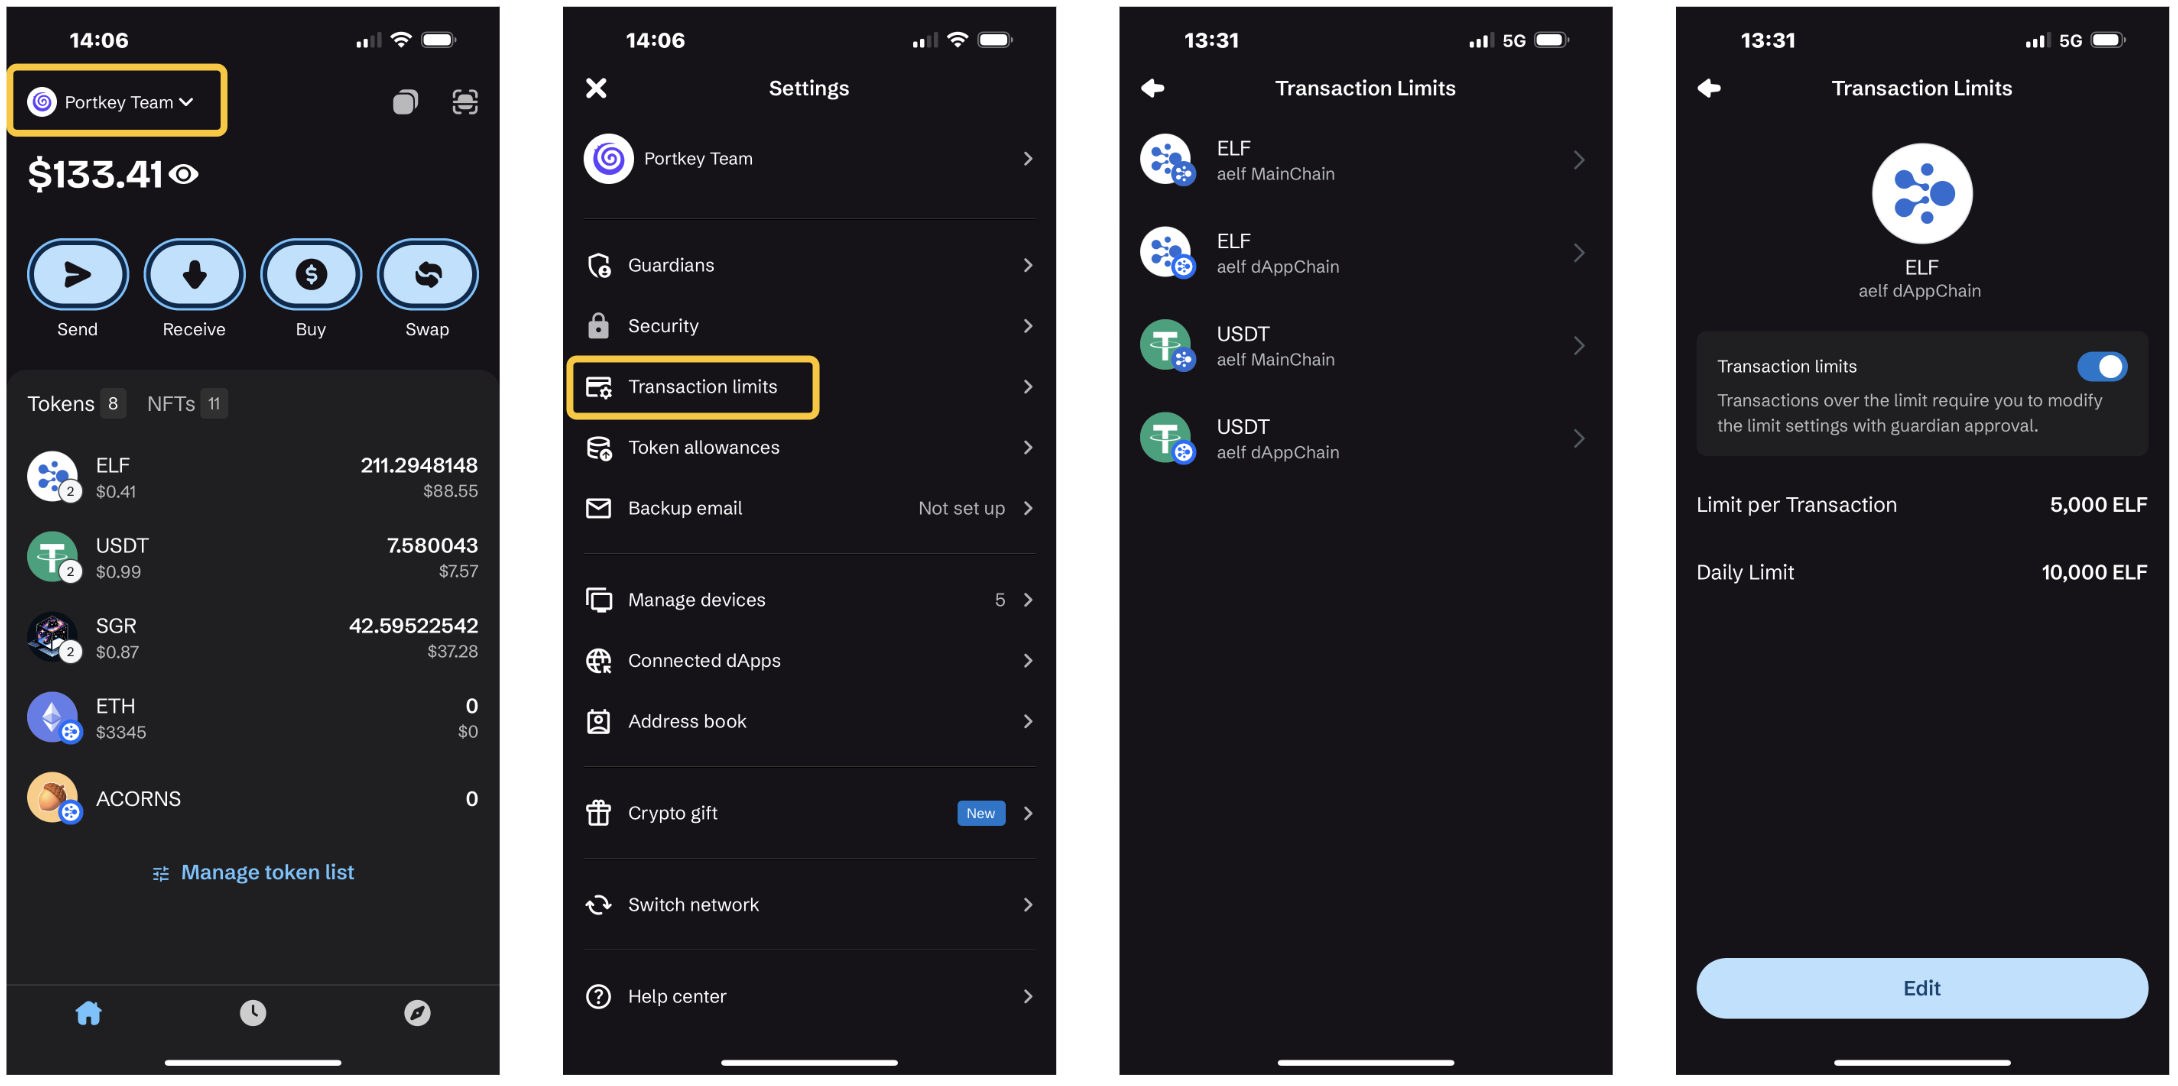 14:06
Portkey Team
$133.41
Send Receive Buy Swap
Tokens 8 NFTs 11
ELF 211.2948148
2 $0.41 $88.55
USDT 7.580043
2 $0.99 $7.57
SGR 42.59522542
2 $0.87 $37.28
ETH 0
$3345 $0
ACORNS 0
Manage token list
14:06
Settings
Portkey Team
Guardians
Security
Transaction limits
Token allowances
Backup email Not set up
Manage devices 5
Connected dApps
Address book
Crypto gift New
Switch network
Help center
13:31 5G
Transaction Limits
ELF
aelf MainChain
ELF
aelf dAppChain
USDT
aelf MainChain
USDT
aelf dAppChain
13:31 5G
Transaction Limits
ELF
aelf dAppChain
Transaction limits
Transactions over the limit require you to modify
the limit settings with guardian approval.
Limit per Transaction 5,000 ELF
Daily Limit 10,000 ELF
Edit